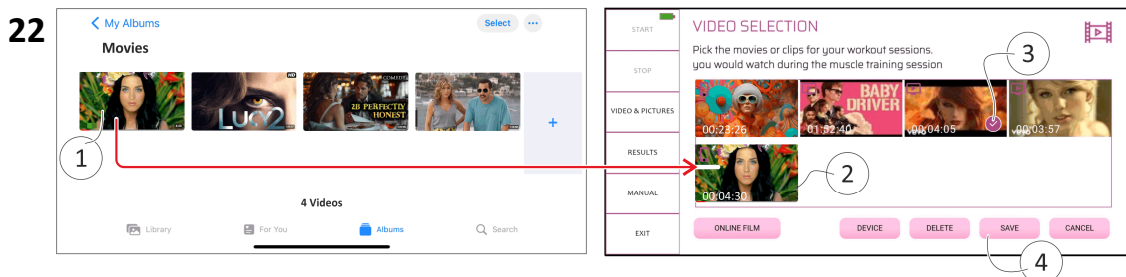 22
My Albums
Select ...
Movies
HD
LUCY2
COMEDY
2B PERFECTLY
HONEST
+
1
4 Videos
Library
For You
Albums
Search
START
STOP
VIDEO & PICTURES
RESULTS
MANUAL
EXIT
VIDEO SELECTION
Pick the movies or clips for your workout sessions.
you would watch during the muscle training session
3
BABY
DRIVER
00:23:26
01:52:40
00:04:05
00:03:57
2
00:04:30
ONLINE FILM
DEVICE
DELETE
SAVE
CANCEL
4